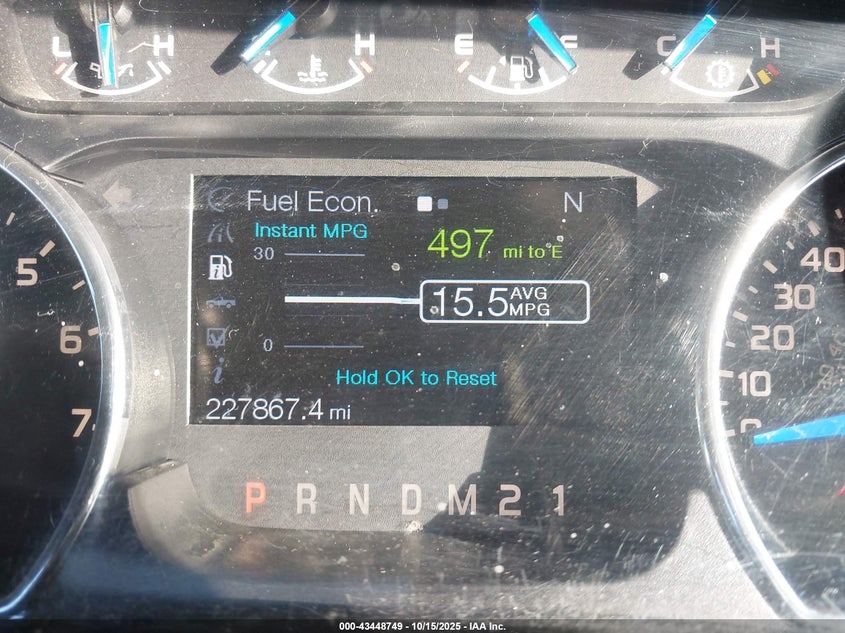 L H H E F C H
Fuel Econ. N
Instant MPG
497 mi to E
30
15.5 AVG MPG
0
Hold OK to Reset
227867.4 mi
P R N D M 2 1
5
6
7
40
30
20
10
0
000-43448749 - 10/15/2025 - IAA Inc.